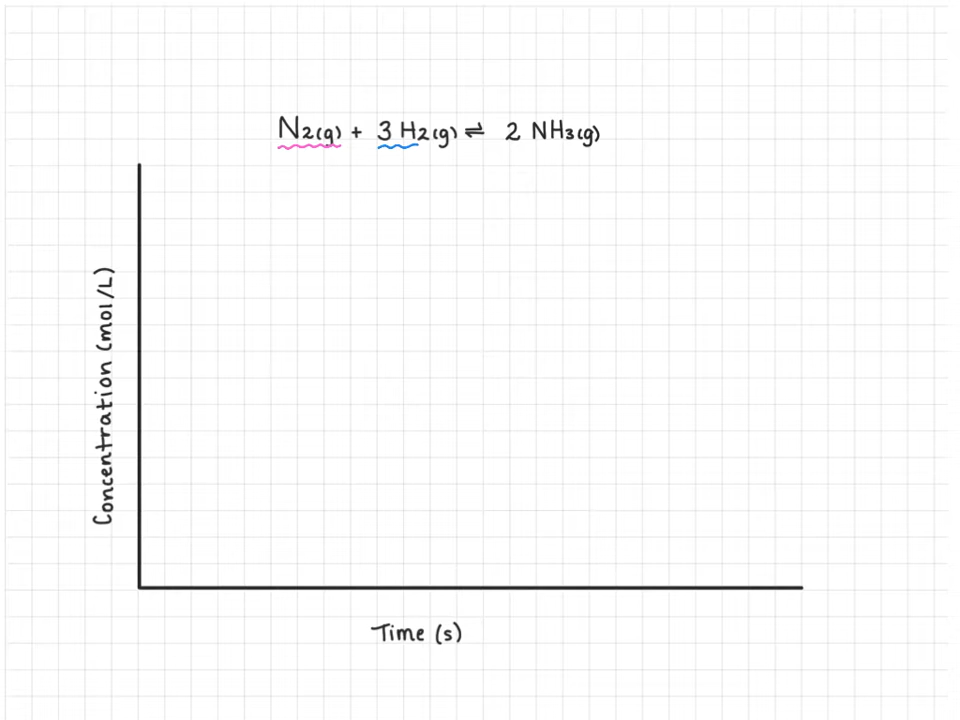 N2(g) + 3 H2(g) ⇌ 2 NH3(g)
Concentration (mol/L)
Time (s)